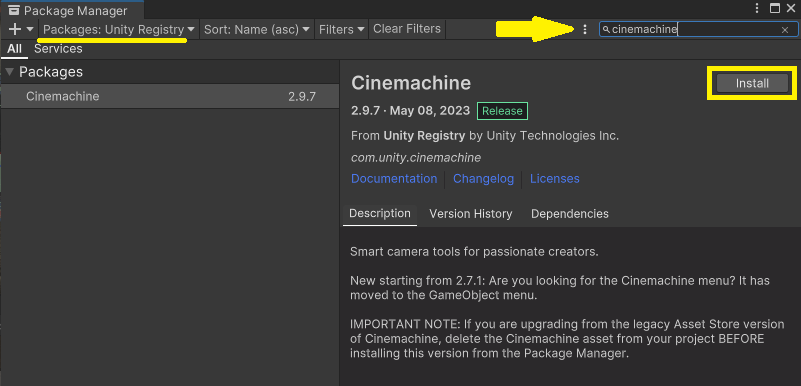 Package Manager
Packages: Unity Registry Sort: Name (asc) Filters Clear Filters cinemachine
All Services
Packages
Cinemachine 2.9.7
Cinemachine
Install
2.9.7 · May 08, 2023 Release
From Unity Registry by Unity Technologies Inc.
com.unity.cinemachine
Documentation Changelog Licenses
Description Version History Dependencies
Smart camera tools for passionate creators.
New starting from 2.7.1: Are you looking for the Cinemachine menu? It has
moved to the GameObject menu.
IMPORTANT NOTE: If you are upgrading from the legacy Asset Store version
of Cinemachine, delete the Cinemachine asset from your project BEFORE
installing this version from the Package Manager.